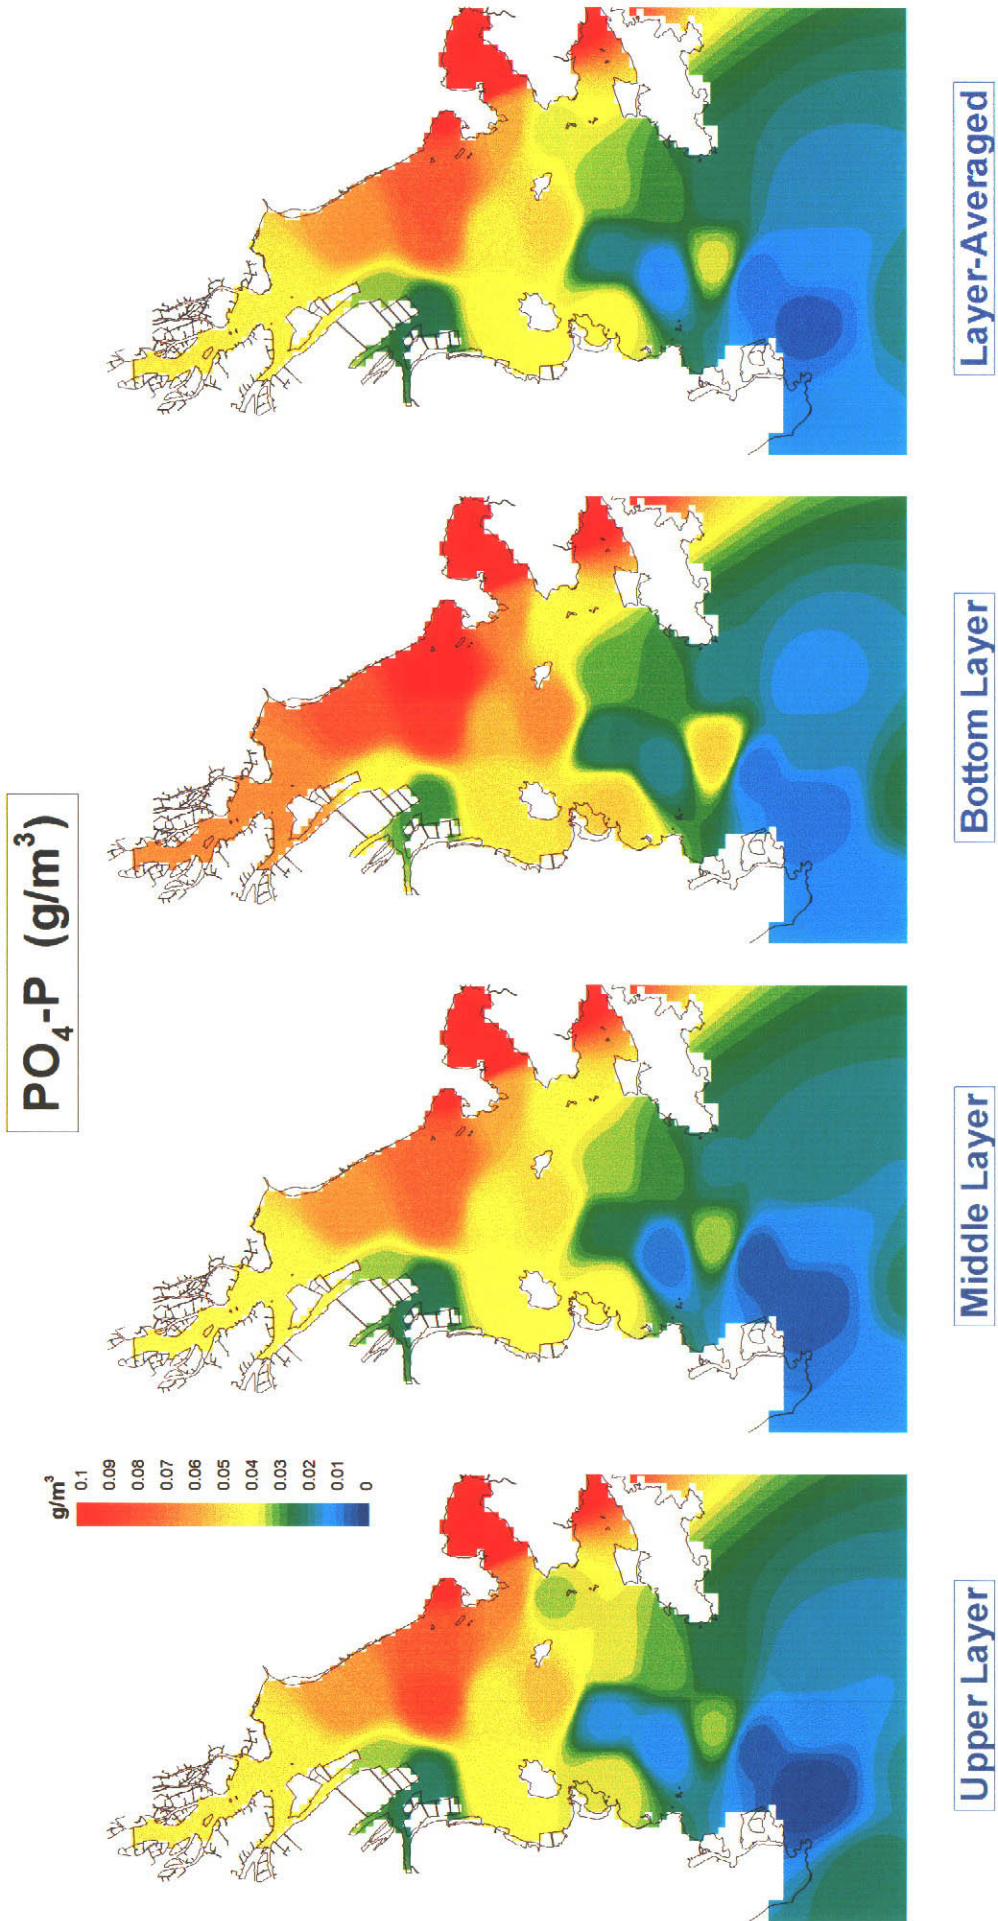 PO₄-P (g/m³)
g/m³
0.1
0.09
0.08
0.07
0.06
0.05
0.04
0.03
0.02
0.01
0
Upper Layer
Middle Layer
Bottom Layer
Layer-Averaged